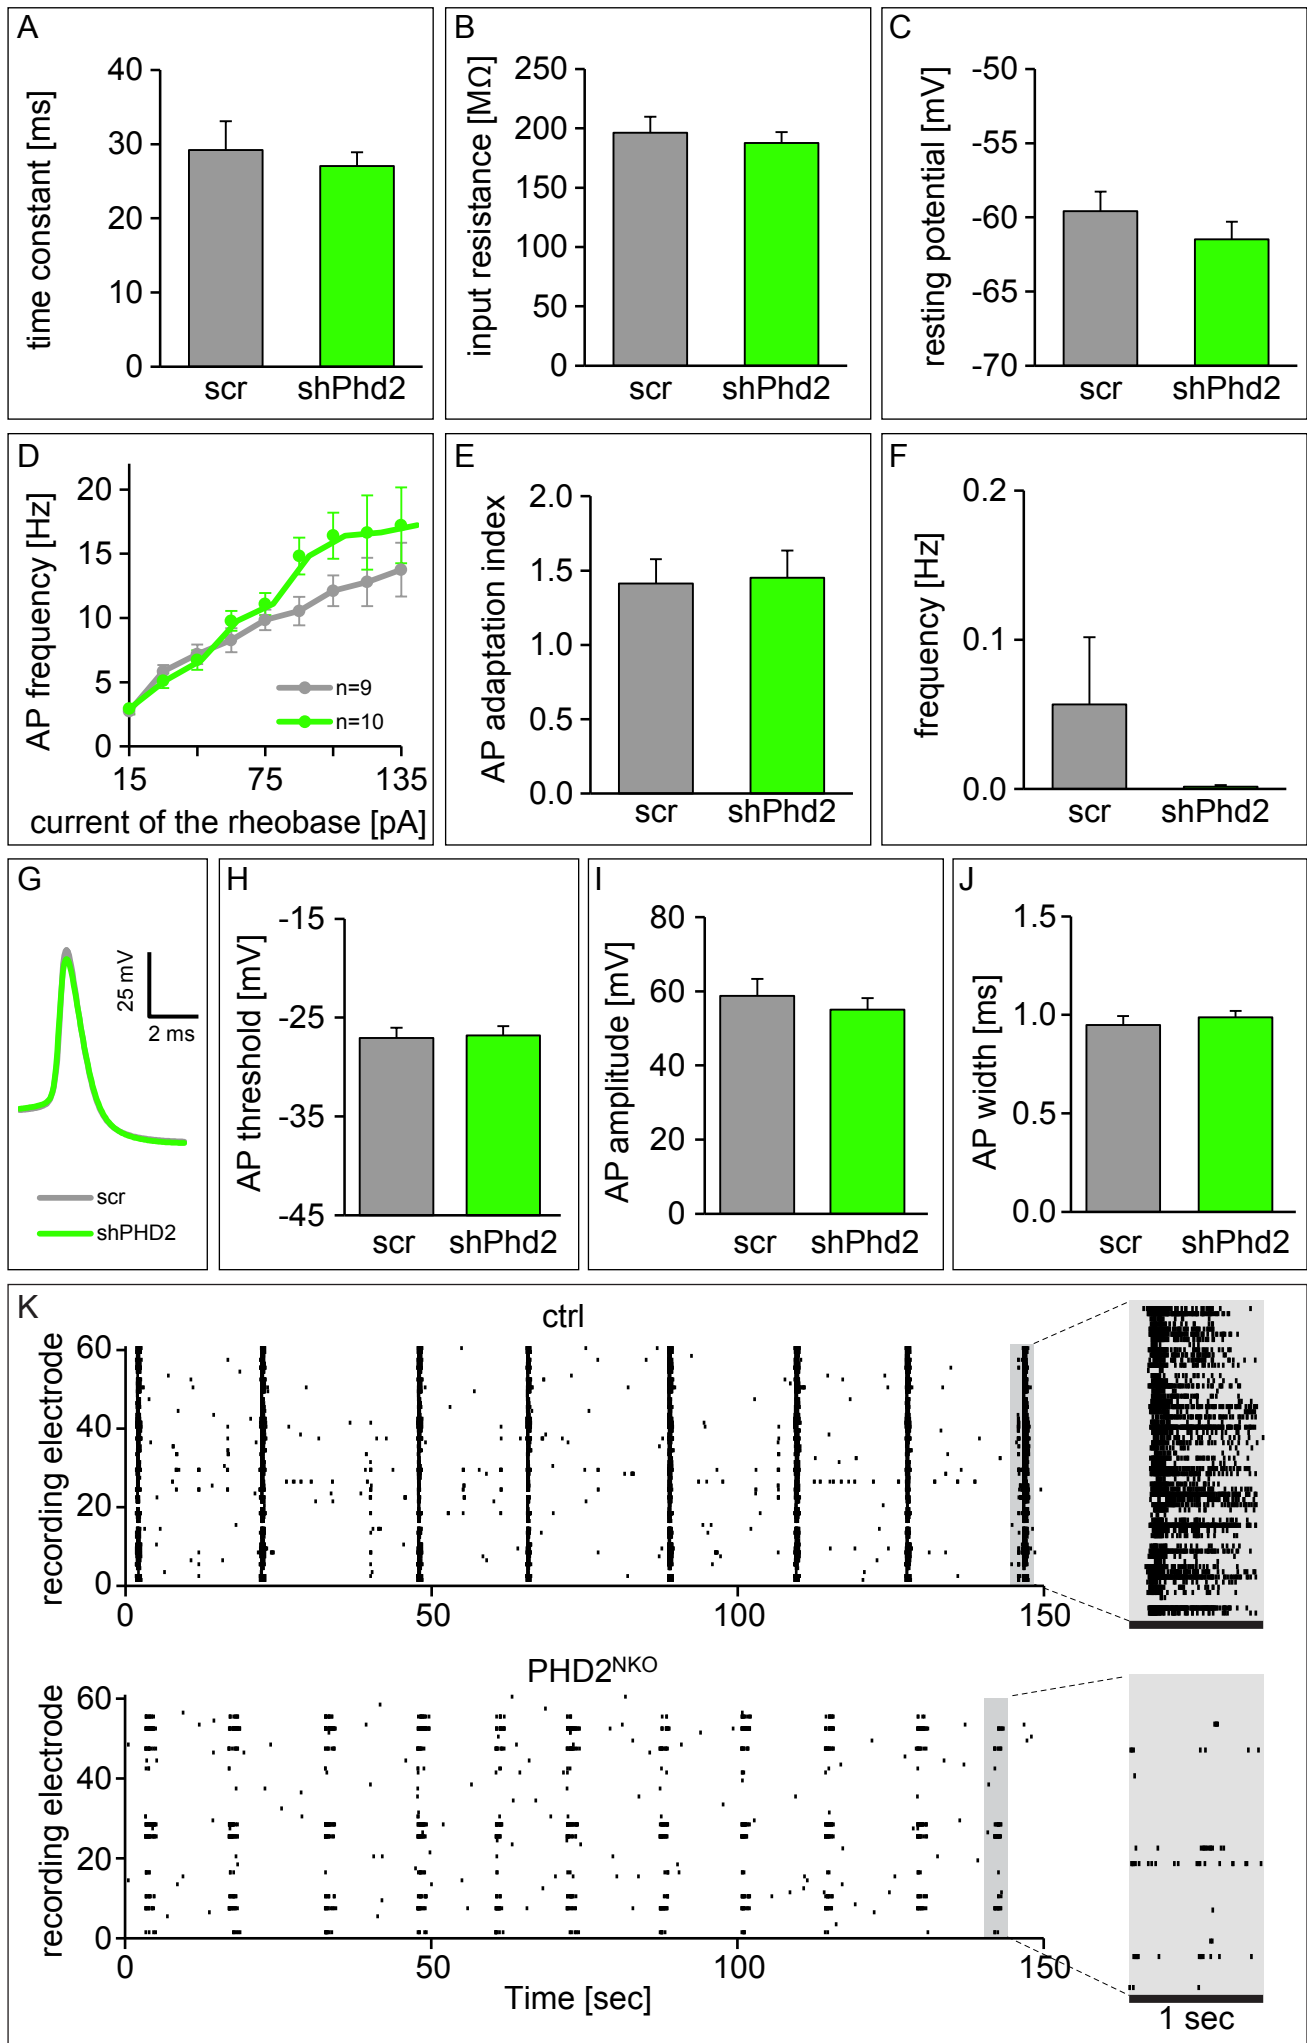 A
time constant [ms]
40
30
20
10
0
scr shPhd2
B
input resistance [MΩ]
250
200
150
100
50
0
scr shPhd2
C
resting potential [mV]
-50
-55
-60
-65
-70
scr shPhd2
D
AP frequency [Hz]
20
15
10
5
0
n=9
n=10
15 75 135
current of the rheobase [pA]
E
AP adaptation index
2.0
1.5
1.0
0.5
0.0
scr shPhd2
F
frequency [Hz]
0.2
0.1
0.0
scr shPhd2
G
25 mV
2 ms
scr
shPHD2
H
AP threshold [mV]
-15
-25
-35
-45
scr shPhd2
I
AP amplitude [mV]
80
60
40
20
0
scr shPhd2
J
AP width [ms]
1.5
1.0
0.5
0.0
scr shPhd2
K
ctrl
recording electrode
60
40
20
0
0 50 100 150
PHD2NKO
recording electrode
60
40
20
0
0 50 100 150
Time [sec]
1 sec